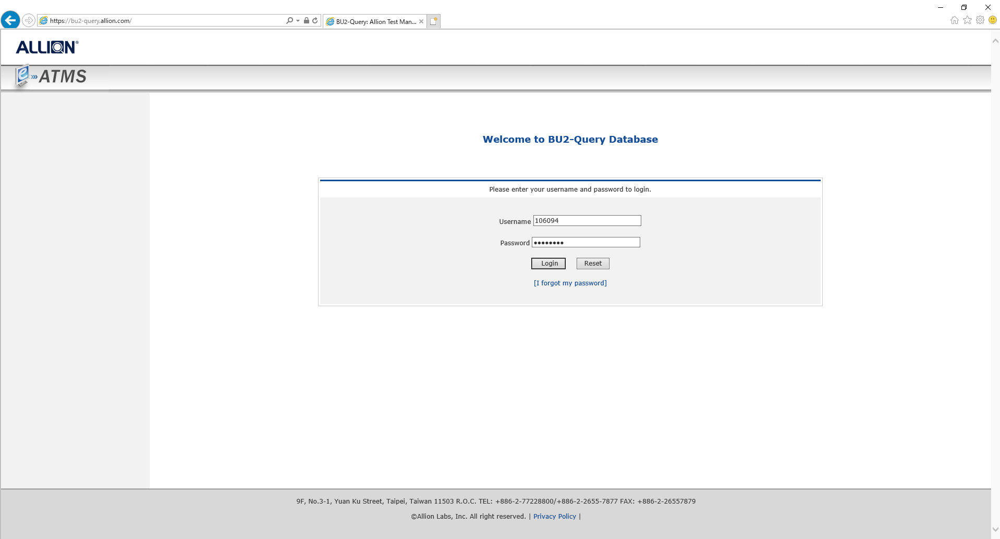 https://bu2-query.allion.com/
BU2-Query: Allion Test Man...
ALLION®
ATMS
Welcome to BU2-Query Database
Please enter your username and password to login.
Username 106094
Password ●●●●●●●●
Login Reset
[I forgot my password]
9F, No.3-1, Yuan Ku Street, Taipei, Taiwan 11503 R.O.C. TEL: +886-2-77228800/+886-2-2655-7877 FAX: +886-2-26557879
©Allion Labs, Inc. All right reserved. | Privacy Policy |